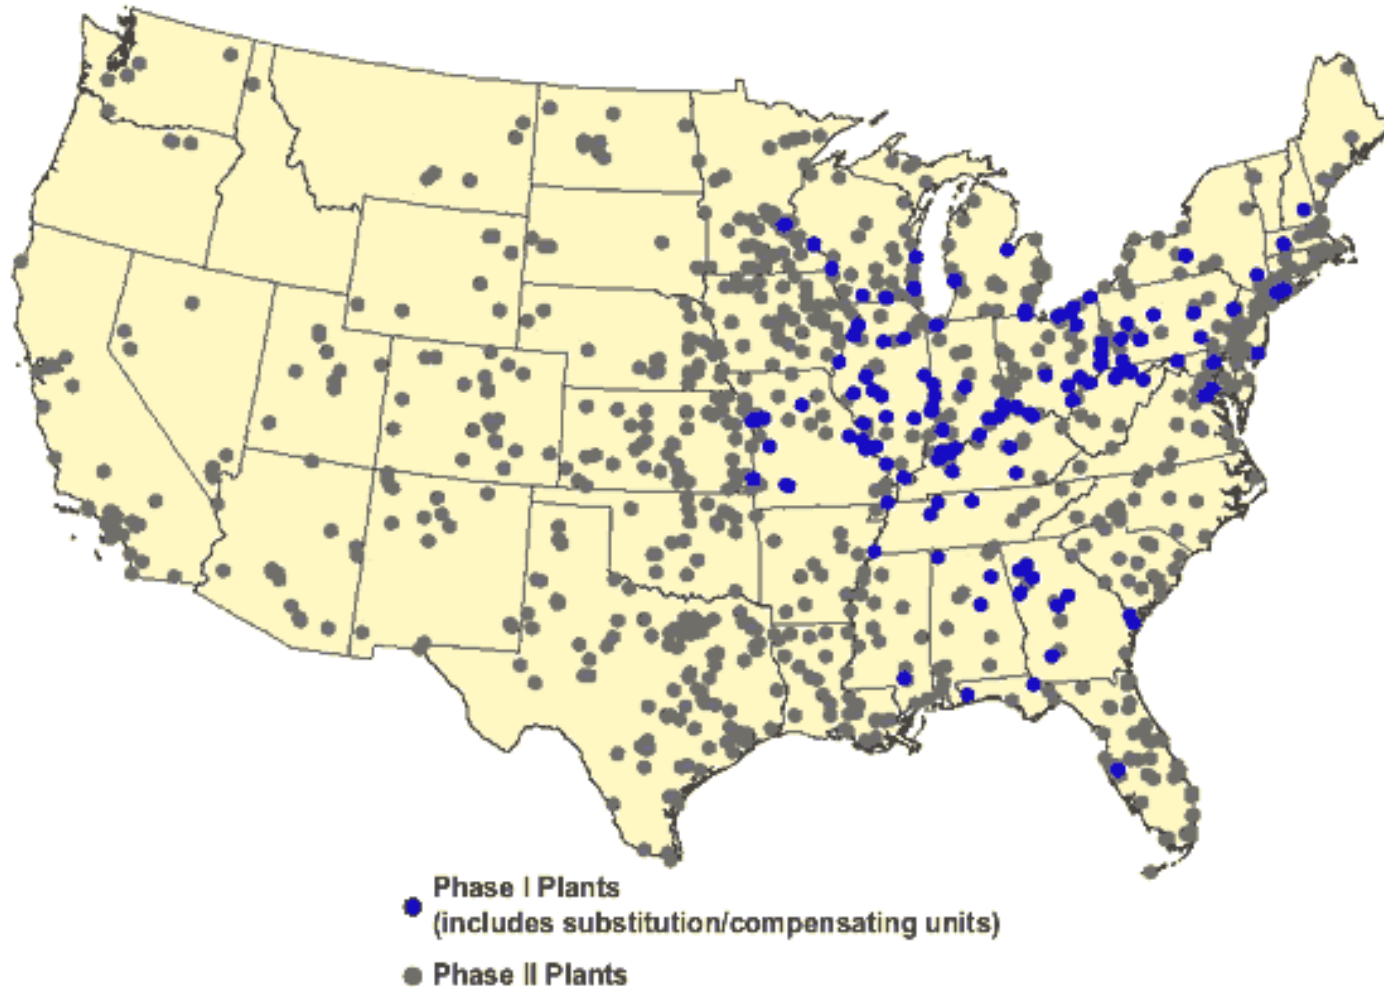 Phase I Plants
(includes substitution/compensating units)
Phase II Plants